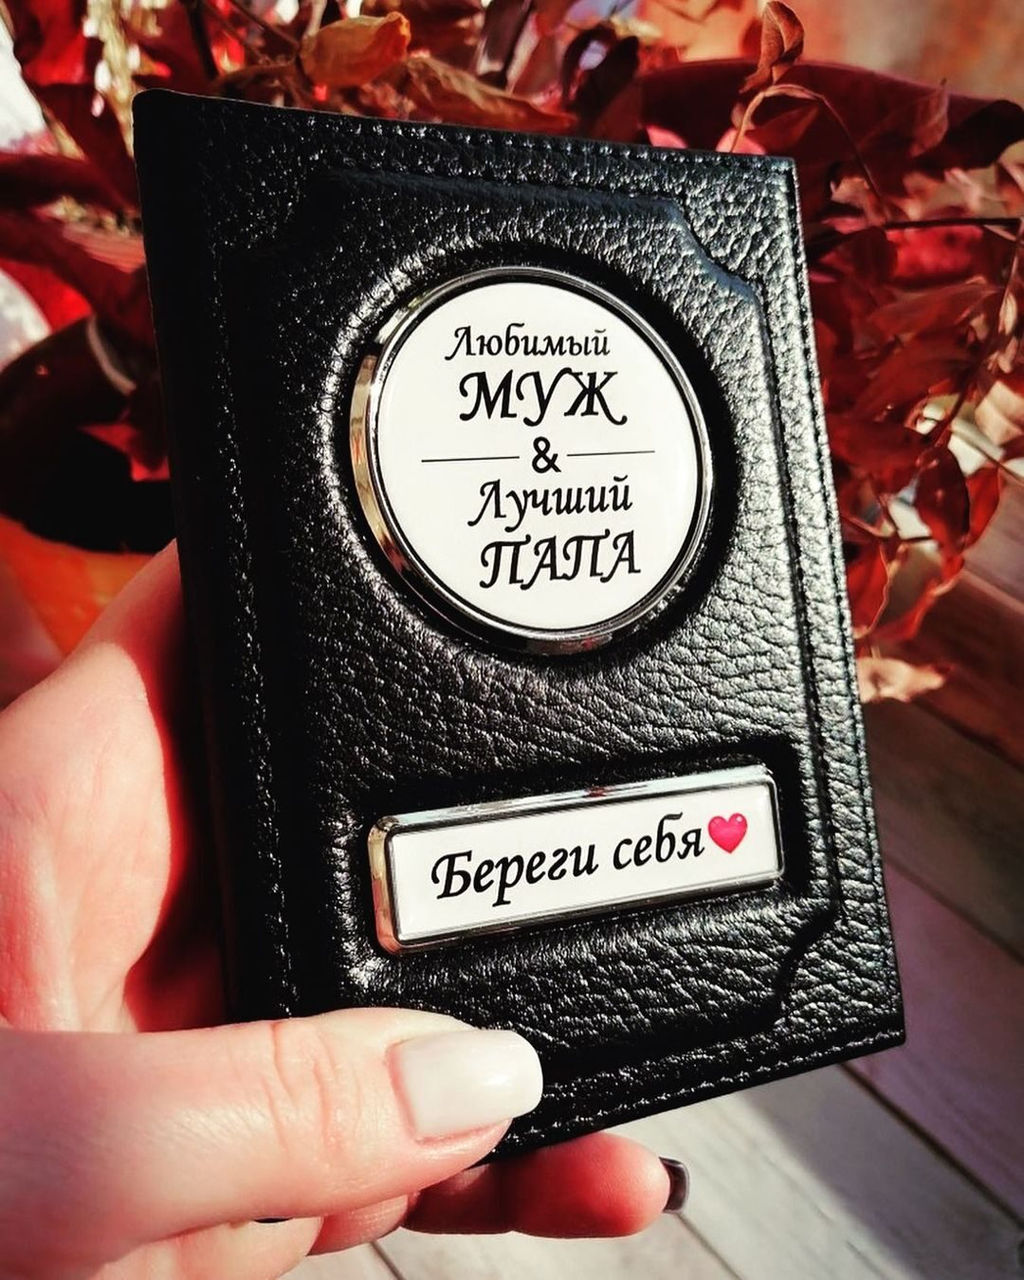 Любимый
МУЖ
&
Лучший
ПАПА
Береги себя❤